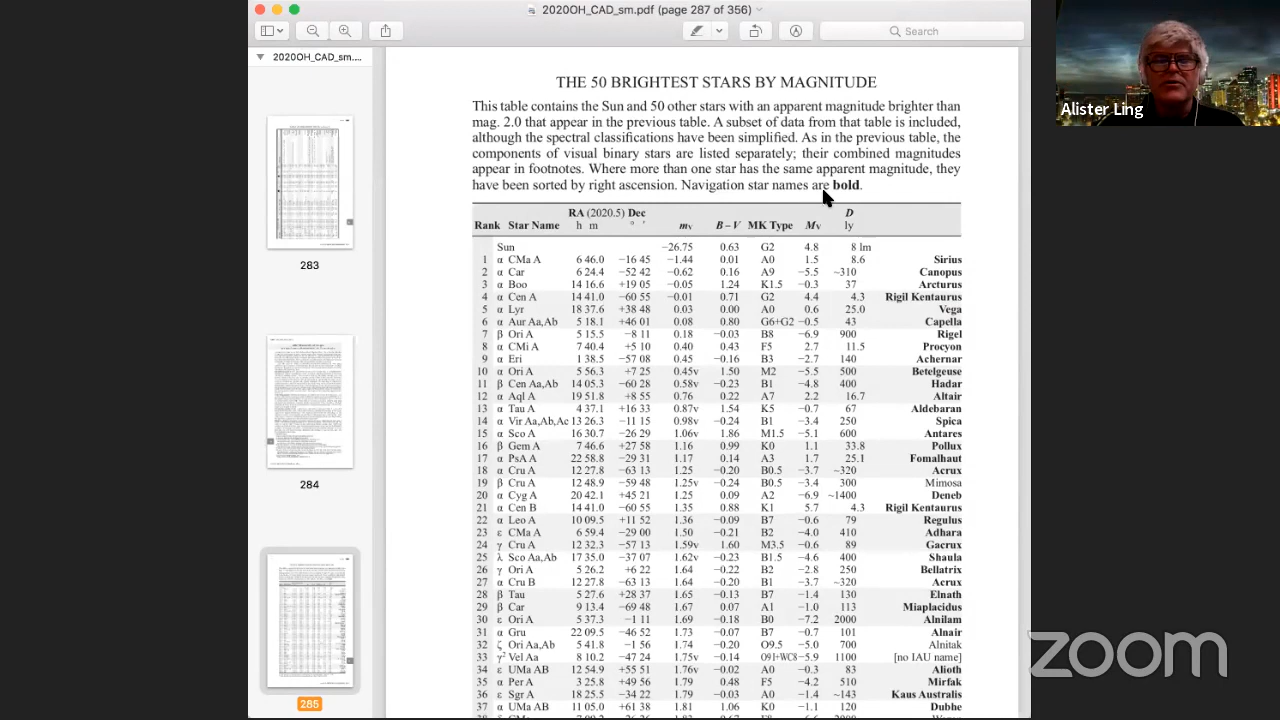 2020OH_CAD_sm.pdf (page 287 of 356)
Search
2020OH_CAD_sm....
283
284
285
THE 50 BRIGHTEST STARS BY MAGNITUDE
This table contains the Sun and 50 other stars with an apparent magnitude brighter than
mag. 2.0 that appear in the previous table. A subset of data from that table is included,
although the spectral classifications have been simplified. As in the previous table, the
components of visual binary stars are listed separately; their combined magnitudes
appear in footnotes. Where more than one star has the same apparent magnitude, they
have been sorted by right ascension. Navigation star names are bold.
RA (2020.5) Dec D
Rank Star Name h m ° ′ mv B – V MK Type Mv ly
Sun −26.75 0.63 G2 4.8 8 lm
1 α CMa A 6 46.0 −16 45 −1.44 0.01 A0 1.5 8.6 Sirius
2 α Car 6 24.4 −52 42 −0.62 0.16 A9 −5.5 ~310 Canopus
3 α Boo 14 16.6 +19 05 −0.05 1.24 K1.5 −0.3 37 Arcturus
4 α Cen A 14 41.0 −60 55 −0.01 0.71 G2 4.4 4.3 Rigil Kentaurus
5 α Lyr 18 37.6 +38 48 0.03 0.00 A0 0.6 25.0 Vega
6 α Aur Aa,Ab 5 18.1 +46 01 0.08 0.80 G6+G2 −0.5 43 Capella
7 β Ori A 5 15.5 −8 11 0.18 −0.03 B8 −6.9 900 Rigel
8 α CMi A 7 40.4 +5 10 0.40 0.43 F5 2.7 11.5 Procyon
9 α Eri 1 38.5 −57 08 0.45 −0.16 B3 −2.7 140 Achernar
10 α Ori A 5 56.3 +7 25 0.45v 1.50 M2 −5.5 500 Betelgeuse
11 β Cen Aa,Ab 14 05.3 −60 28 0.58v −0.23 B1 −4.8 400 Hadar
12 α Aql A 19 51.8 +8 55 0.76 0.22 A7 2.2 16.7 Altair
13 α Tau A 4 37.1 +16 33 0.87v K5 −0.7 67 Aldebaran
14 α Vir Aa,Ab,Ac 13 26.3 −11 16 0.98v −0.24 B1 −3.4 250 Spica
15 α Sco A 16 30.7 −26 29 1.06v M1.5 600 Antares
16 β Gem A 7 46.6 +27 59 1.16 0.99 K0 1.1 33.8 Pollux
17 α PsA A 22 58.8 −29 31 1.17 0.14 A3 1.7 25.1 Fomalhaut
18 α Cru A 12 27.8 −63 13 1.25 −0.20 B0.5 −3.7 ~320 Acrux
19 β Cru A 12 48.9 −59 48 1.25v −0.24 B0.5 −3.4 300 Mimosa
20 α Cyg A 20 42.1 +45 21 1.25 0.09 A2 −6.9 ~1400 Deneb
21 α Cen B 14 41.0 −60 55 1.35 0.88 K1 5.7 4.3 Rigil Kentaurus
22 α Leo A 10 09.5 +11 52 1.36 −0.09 B7 −0.6 79 Regulus
23 ε CMa A 6 59.4 −29 00 1.50 −0.21 B2 −4.0 410 Adhara
24 γ Cru A 12 32.3 −57 13 1.59v 1.60 M3.5 −0.6 89 Gacrux
25 λ Sco Aa,Ab 17 35.0 −37 07 1.62v −0.23 B1.5 −4.6 400 Shaula
26 γ Ori A 5 26.2 +6 22 1.64 −0.22 B2 −2.8 250 Bellatrix
27 α Cru B 12 27.8 −63 13 1.64 −0.20 B1 −3.2 ~320 Acrux
28 β Tau 5 27.6 +28 37 1.65 −0.13 B7 −1.4 130 Elnath
29 β Car 9 13.4 −69 48 1.67 0.07 A1 −1.0 113 Miaplacidus
30 ε Ori A 5 37.3 −1 11 1.69 −0.18 B0 −7.2 2000 Alnilam
31 α Gru 22 09.5 −46 52 1.73 −0.07 B7 −0.7 101 Alnair
32 ζ Ori Aa,Ab 5 41.8 −1 56 1.74 −0.20 O9.5 −5.0 700 Alnitak
33 γ² Vel Aa 8 10.2 −47 24 1.75v −0.14 O9I+WC8 −5.9 1100 [no IAU name]
34 ε UMa AB 12 54.9 +55 51 1.76v −0.02 A0 −0.3 83 Alioth
35 α Per A 3 25.8 +49 56 1.79 0.48 F5 −4.2 510 Mirfak
36 ε Sgr A 18 25.5 −34 22 1.79 −0.03 A0 −1.4 ~143 Kaus Australis
37 α UMa AB 11 05.0 +61 38 1.81 1.06 K0 −1.1 120 Dubhe
Alister Ling
zoom